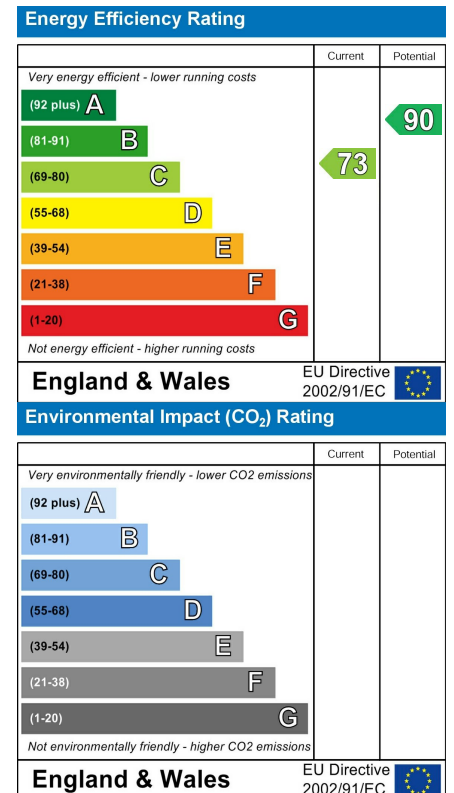 Energy Efficiency Rating
Current Potential
Very energy efficient - lower running costs
(92 plus) A
(81-91) B
(69-80) C
(55-68) D
(39-54) E
(21-38) F
(1-20) G
73
90
Not energy efficient - higher running costs
England & Wales
EU Directive
2002/91/EC
Environmental Impact (CO₂) Rating
Current Potential
Very environmentally friendly - lower CO2 emissions
(92 plus) A
(81-91) B
(69-80) C
(55-68) D
(39-54) E
(21-38) F
(1-20) G
Not environmentally friendly - higher CO2 emissions
England & Wales
EU Directive
2002/91/EC